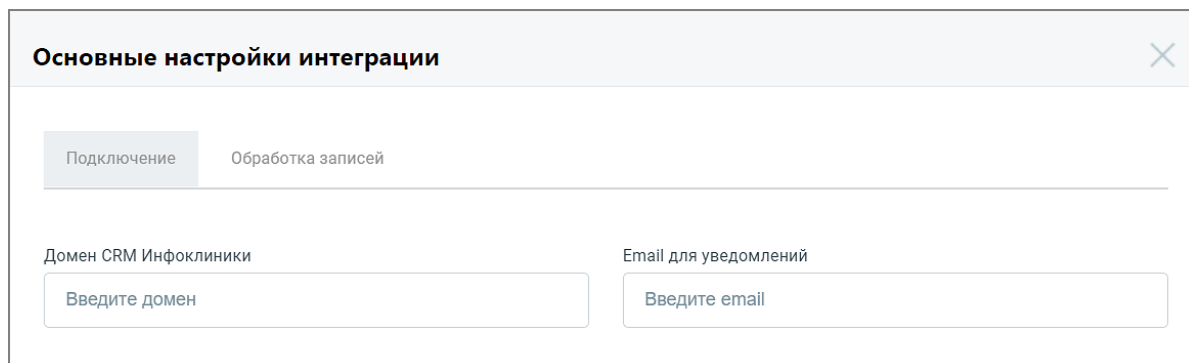 Основные настройки интеграции
Подключение Обработка записей
Домен CRM Инфоклиники Email для уведомлений
Введите домен Введите email